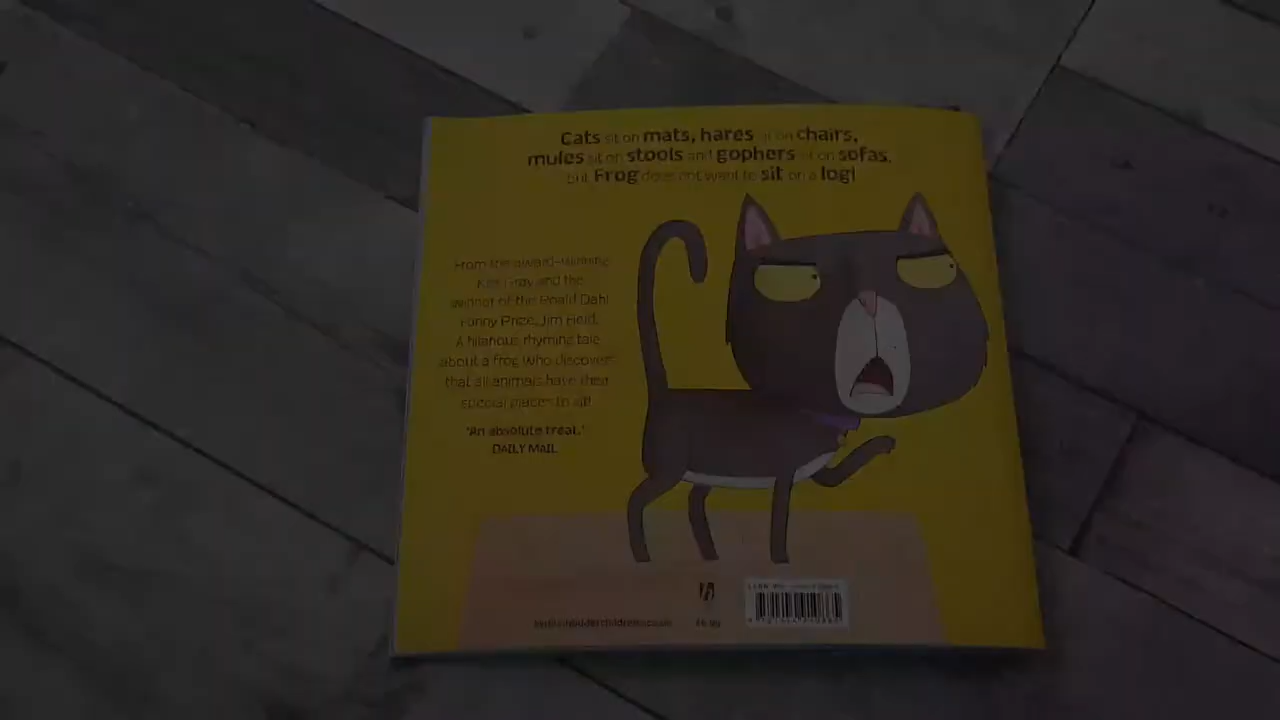 Cats sit on mats, hares sit on chairs,
mules sit on stools and gophers sit on sofas,
but Frog does not want to sit on a log!
From the award-winning
Kes Gray and the
winner of the Roald Dahl
Funny Prize, Jim Field.
A hilarious rhyming tale
about a frog who discovers
that all animals have their
special places to sit!
'An absolute treat.'
DAILY MAIL
ISBN
£6.99